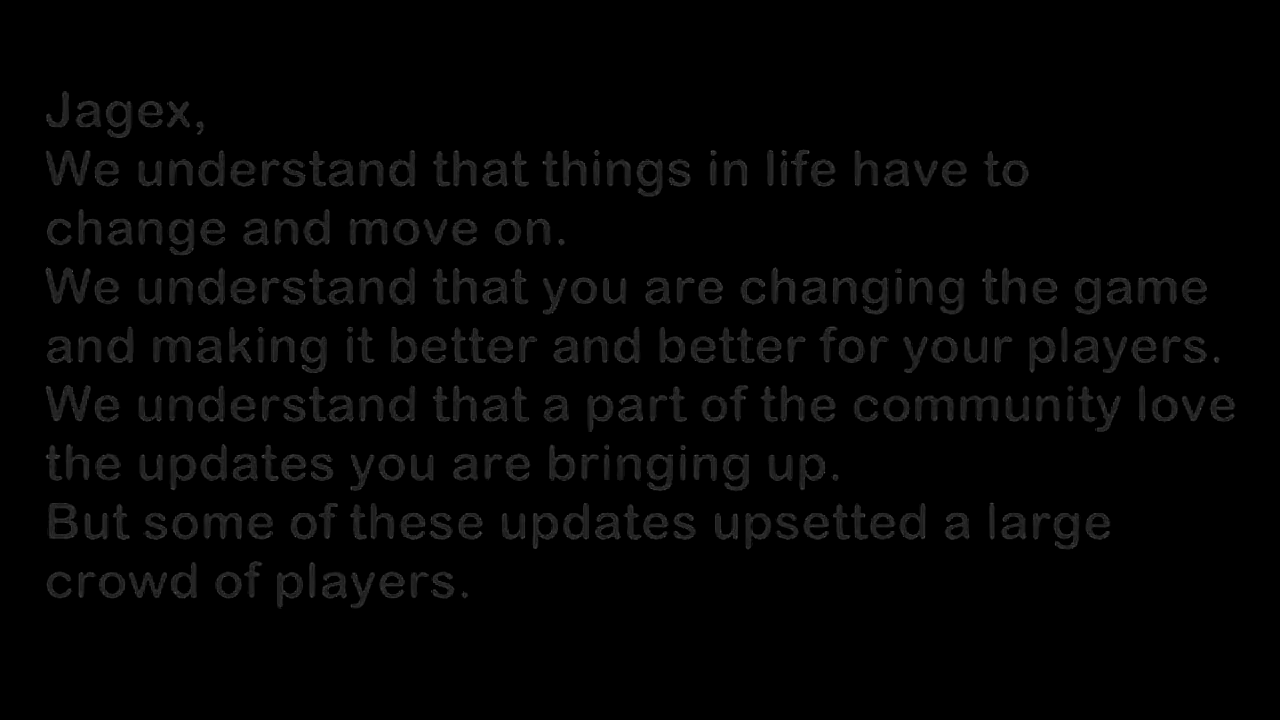 Jagex,
We understand that things in life have to
change and move on.
We understand that you are changing the game
and making it better and better for your players.
We understand that a part of the community love
the updates you are bringing up.
But some of these updates upsetted a large
crowd of players.